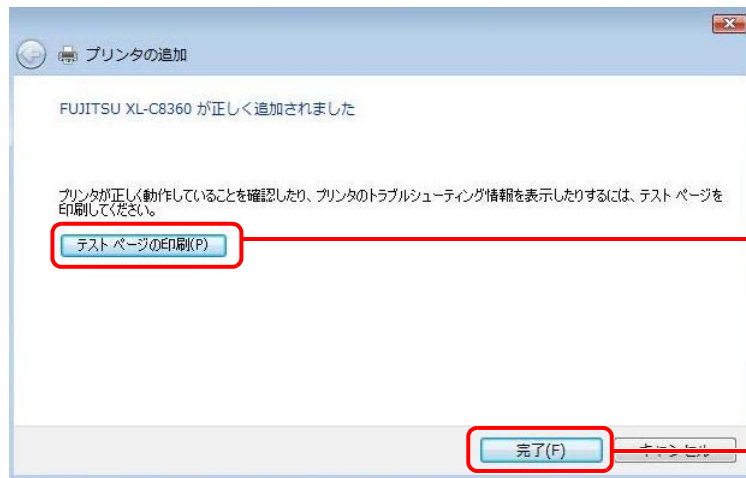 プリンタの追加
FUJITSU XL-C8360 が正しく追加されました
プリンタが正しく動作していることを確認したり、プリンタのトラブルシューティング情報を表示したりするには、テスト ページを
印刷してください。
テスト ページの印刷(P)
完了(F)
キャンセル